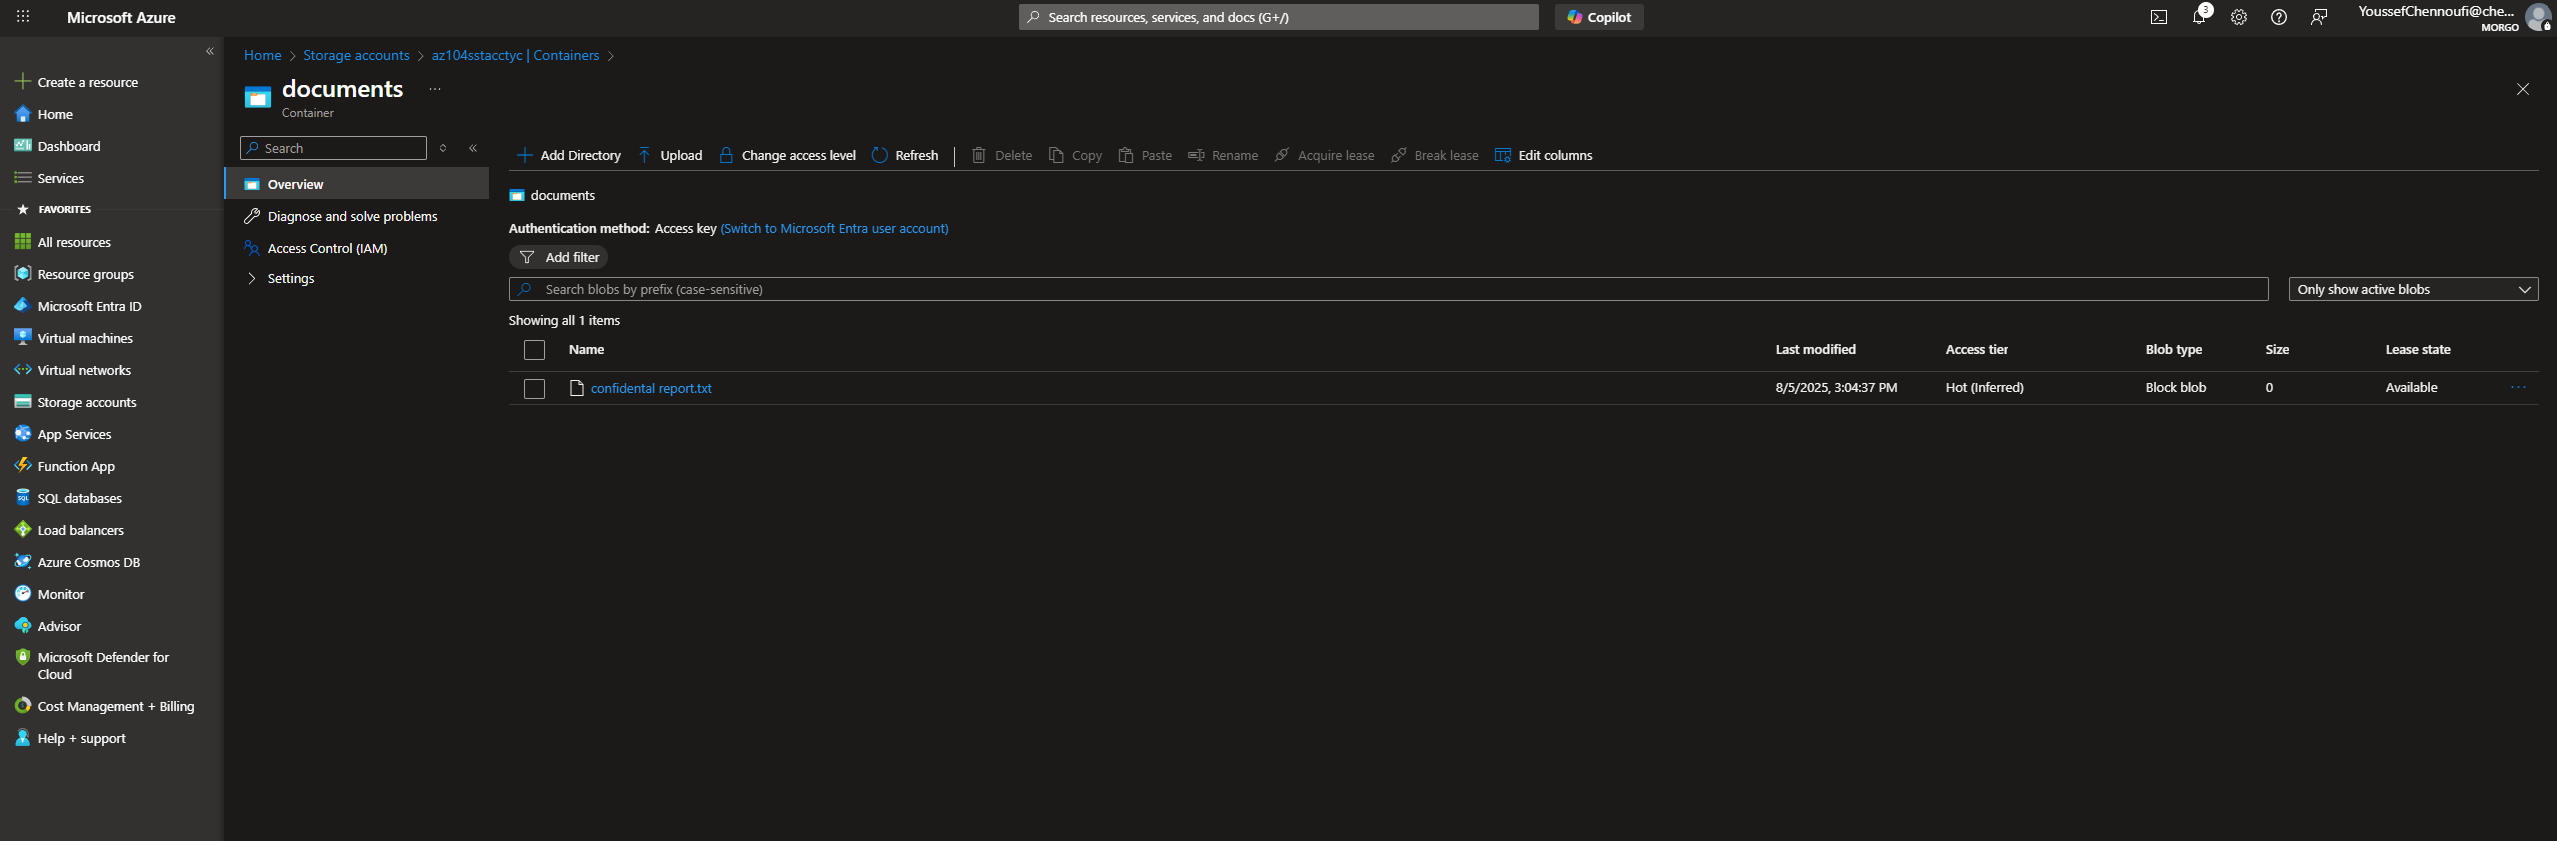 Microsoft Azure
Search resources, services, and docs (G+/)
Copilot
3
YoussefChennoufi@che...
MORGO
Create a resource
Home
Dashboard
Services
FAVORITES
All resources
Resource groups
Microsoft Entra ID
Virtual machines
Virtual networks
Storage accounts
App Services
Function App
SQL databases
Load balancers
Azure Cosmos DB
Monitor
Advisor
Microsoft Defender for
Cloud
Cost Management + Billing
Help + support
Home > Storage accounts > az104sstacctyc | Containers >
documents ...
Container
Search
Overview
Diagnose and solve problems
Access Control (IAM)
Settings
Add Directory Upload Change access level Refresh Delete Copy Paste Rename Acquire lease Break lease Edit columns
documents
Authentication method: Access key (Switch to Microsoft Entra user account)
Add filter
Search blobs by prefix (case-sensitive) Only show active blobs
Showing all 1 items
Name Last modified Access tier Blob type Size Lease state
confidental report.txt 8/5/2025, 3:04:37 PM Hot (Inferred) Block blob 0 Available ...